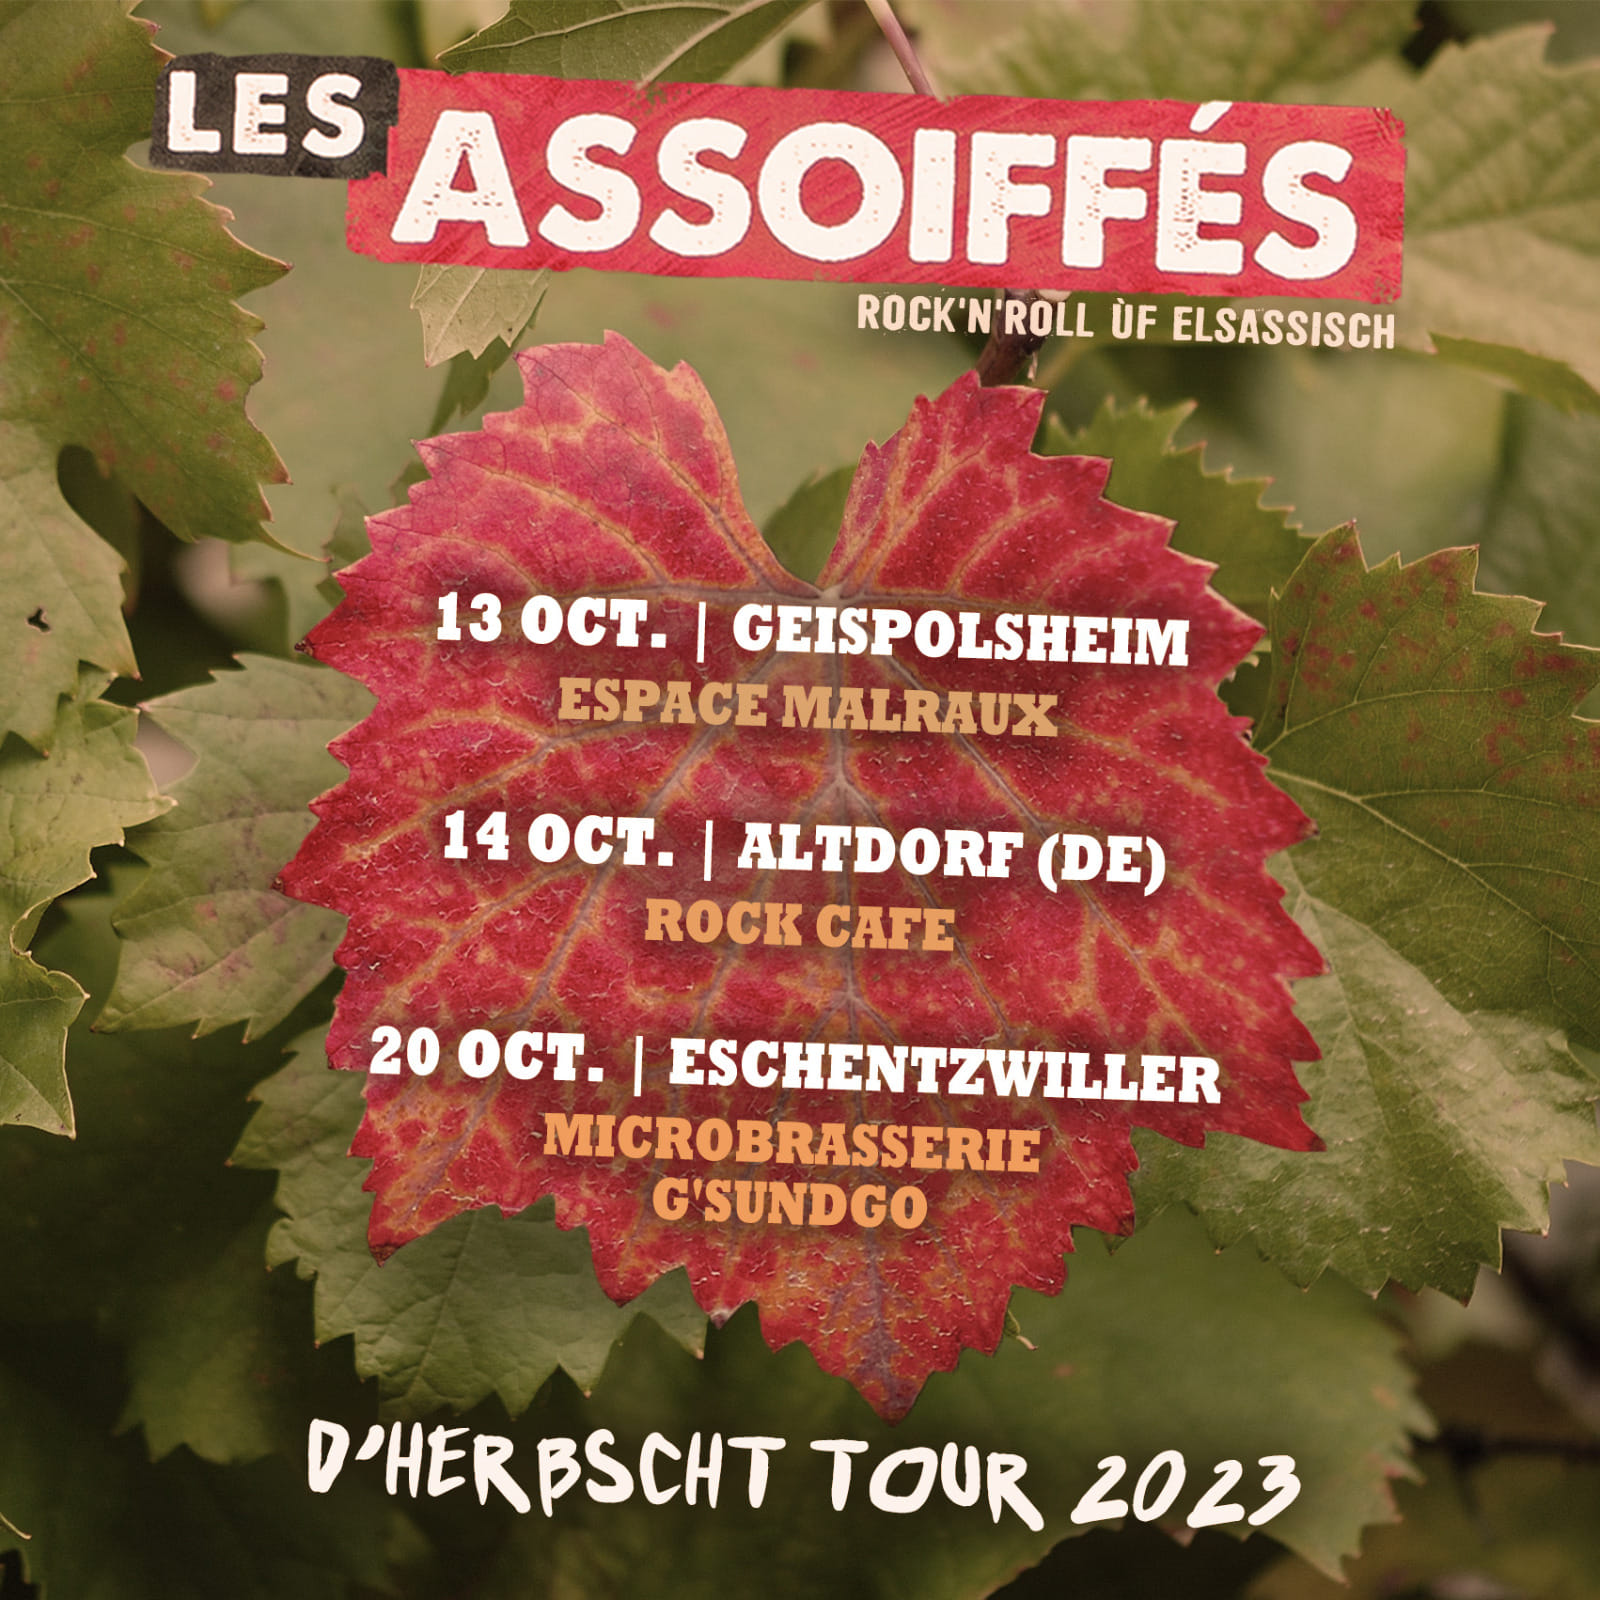 LES ASSOIFFÉS
ROCK'N'ROLL ÙF ELSASSISCH
13 OCT. | GEISPOLSHEIM
ESPACE MALRAUX
14 OCT. | ALTDORF (DE)
ROCK CAFE
20 OCT. | ESCHENTZWILLER
MICROBRASSERIE
G'SUNDGO
D'HERBSCHT TOUR 2023